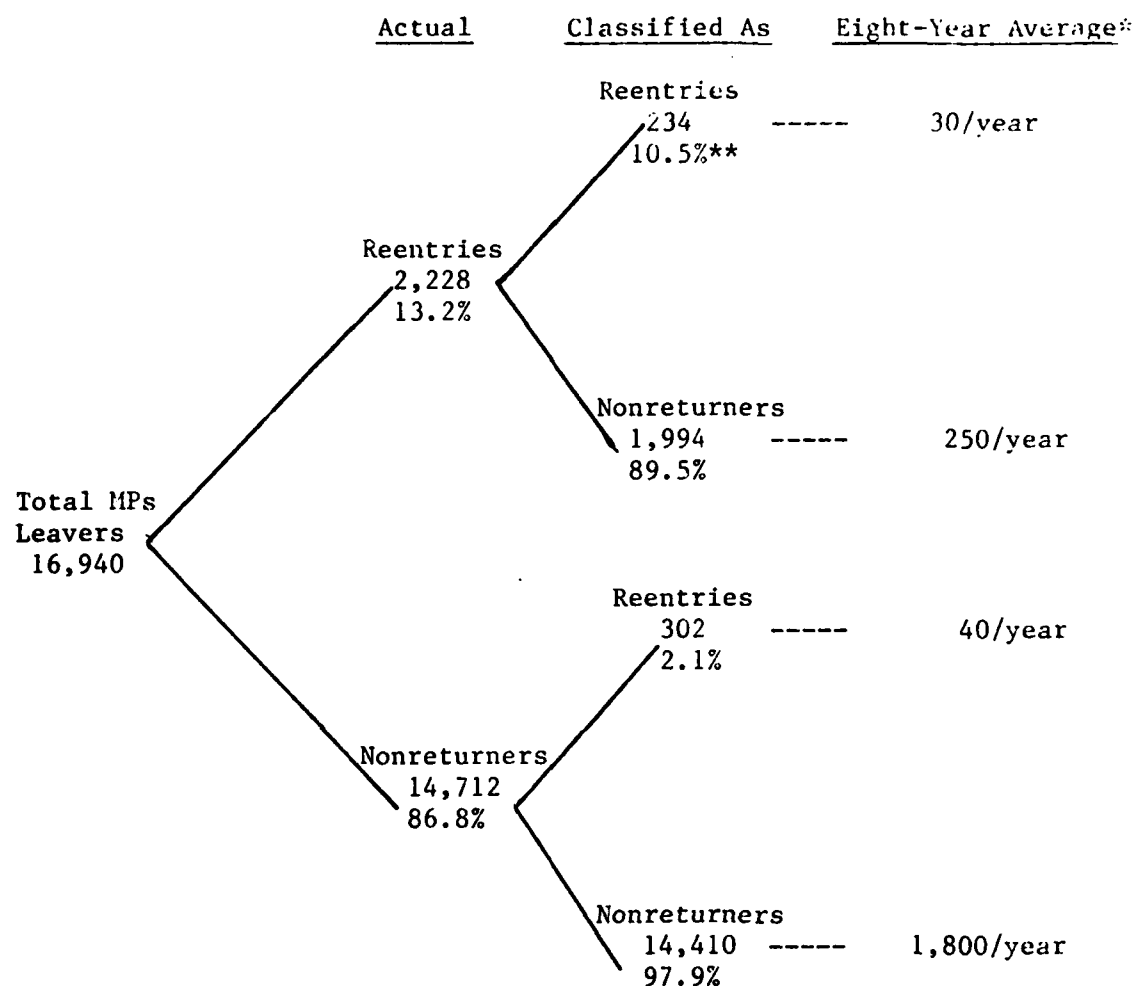 Actual Classified As Eight-Year Average*
Reentries
234 ----- 30/year
10.5%**
Reentries
2,228
13.2%
Nonreturners
1,994 ----- 250/year
89.5%
Total MPs
Leavers
16,940
Reentries
302 ----- 40/year
2.1%
Nonreturners
14,712
86.8%
Nonreturners
14,410 ----- 1,800/year
97.9%